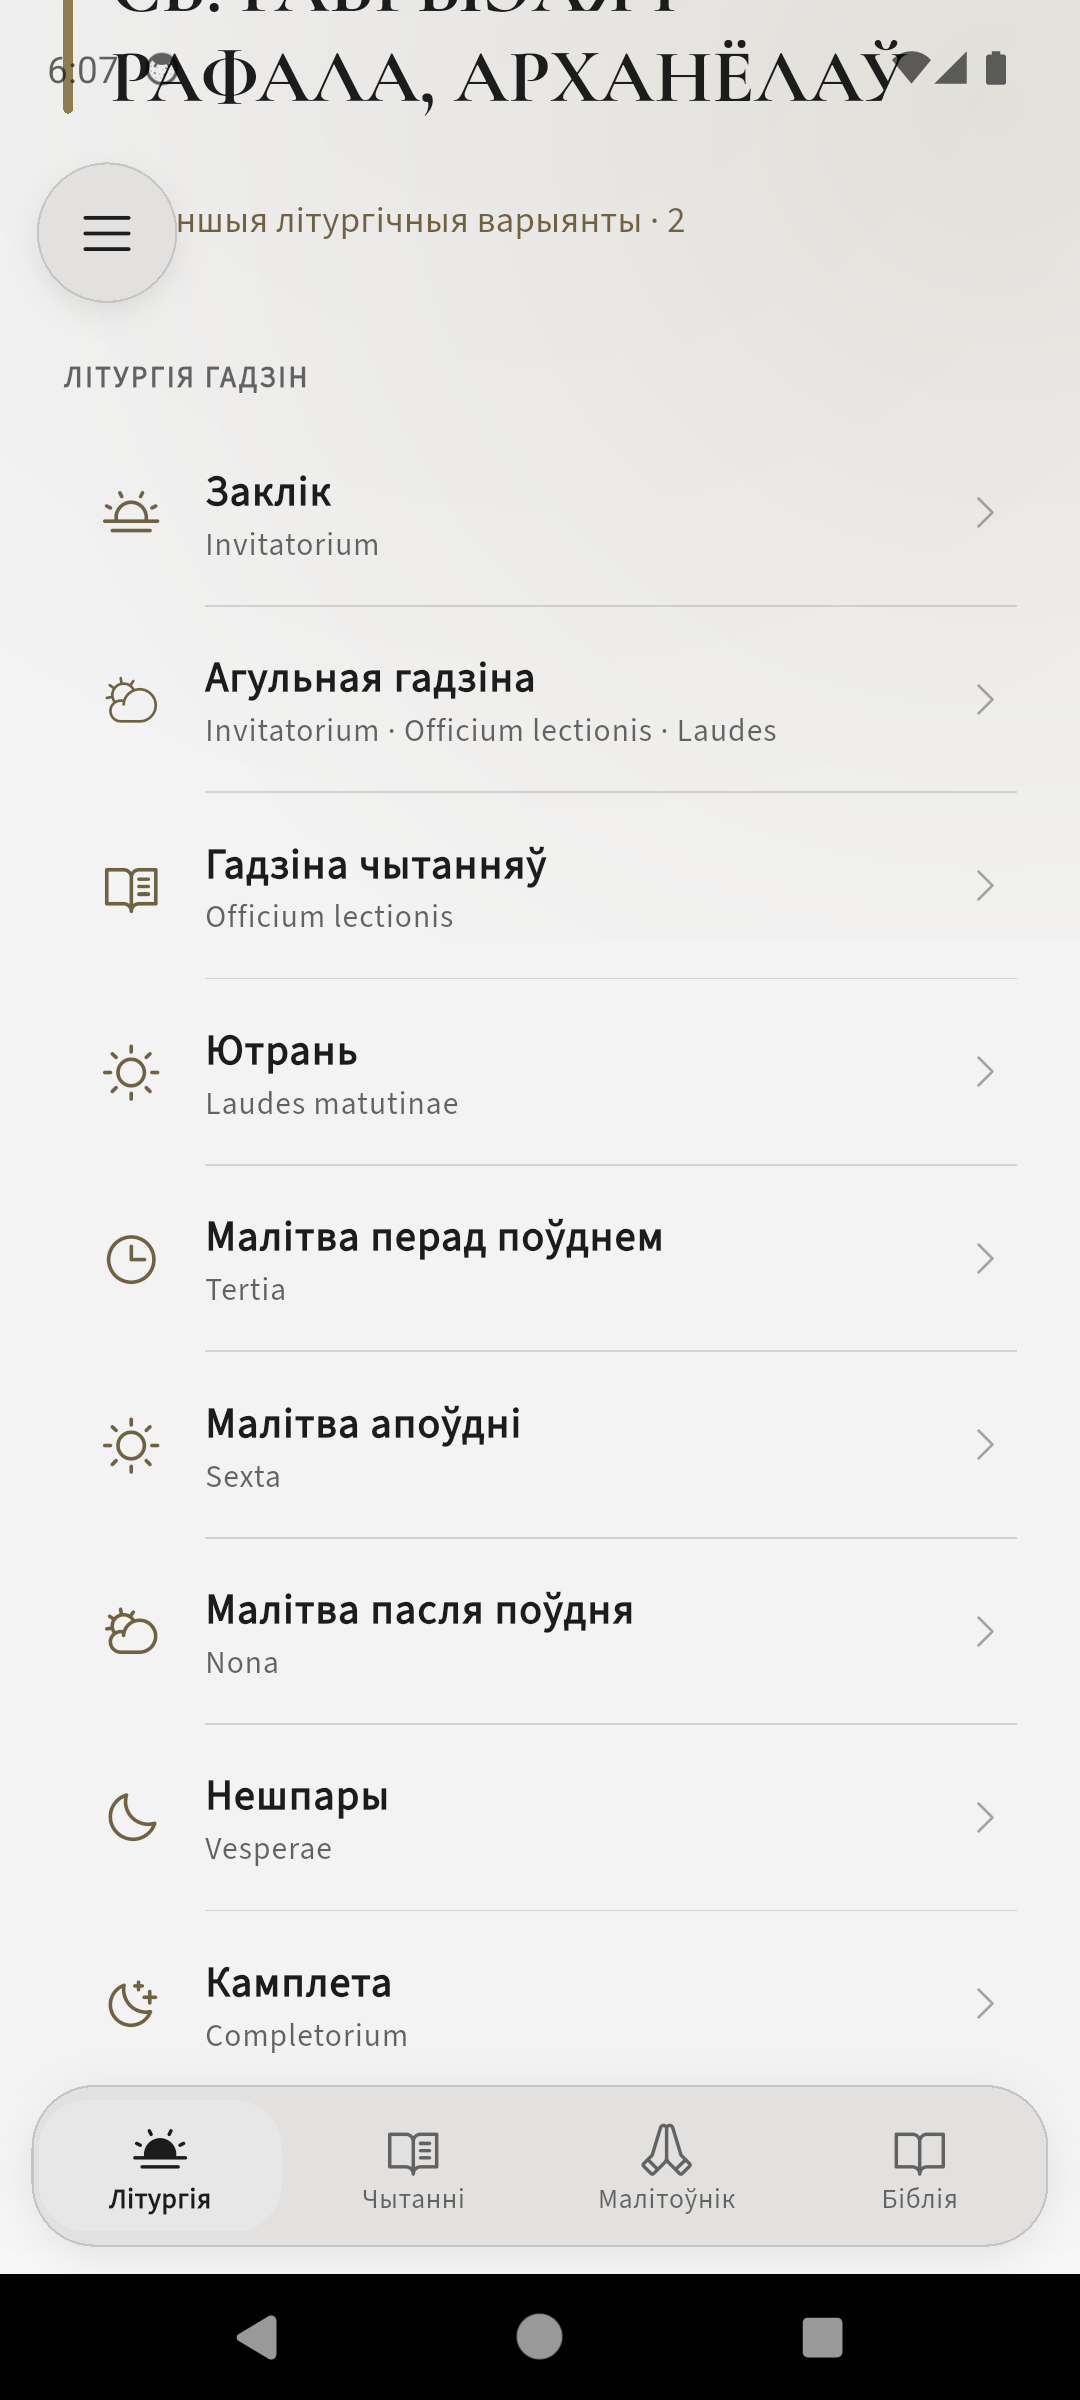 РАФАЛА, АРХАНЁЛАЎ
6:07
ншыя літургічныя варыянты · 2
ЛІТУРГІЯ ГАДЗІН
Заклік
Invitatorium
Агульная гадзіна
Invitatorium · Officium lectionis · Laudes
Гадзіна чытанняў
Officium lectionis
Ютрань
Laudes matutinae
Малітва перад поўднем
Tertia
Малітва апоўдні
Sexta
Малітва пасля поўдня
Nona
Нешпары
Vesperae
Камплета
Completorium
Літургія
Чытанні
Малітоўнік
Біблія